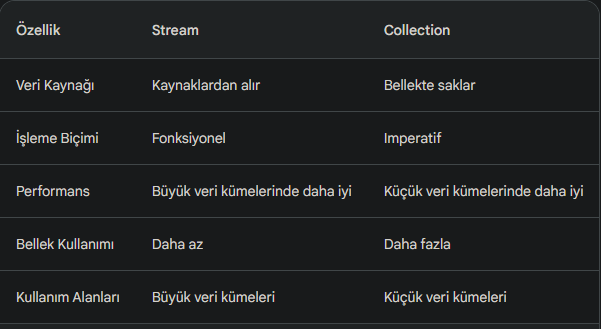 Özellik Stream Collection
Veri Kaynağı Kaynaklardan alır Bellekte saklar
İşleme Biçimi Fonksiyonel Imperatif
Performans Büyük veri kümelerinde daha iyi Küçük veri kümelerinde daha iyi
Bellek Kullanımı Daha az Daha fazla
Kullanım Alanları Büyük veri kümeleri Küçük veri kümeleri